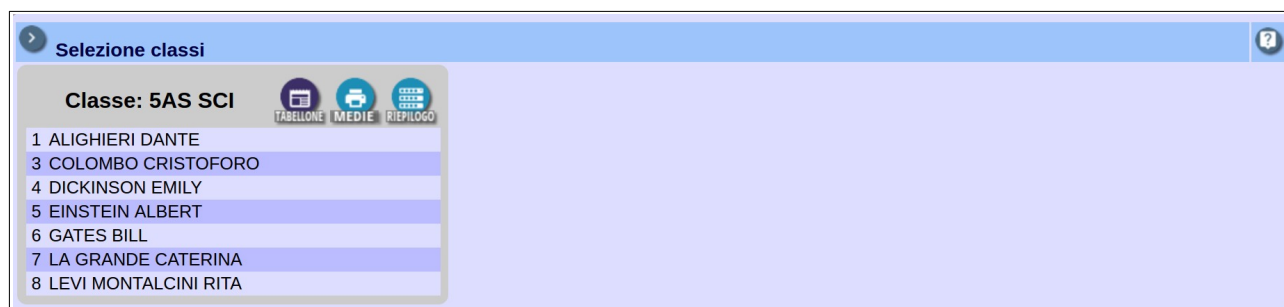 Selezione classi
Classe: 5AS SCI
TABELLONE MEDIE RIEPILOGO
1 ALIGHIERI DANTE
3 COLOMBO CRISTOFORO
4 DICKINSON EMILY
5 EINSTEIN ALBERT
6 GATES BILL
7 LA GRANDE CATERINA
8 LEVI MONTALCINI RITA